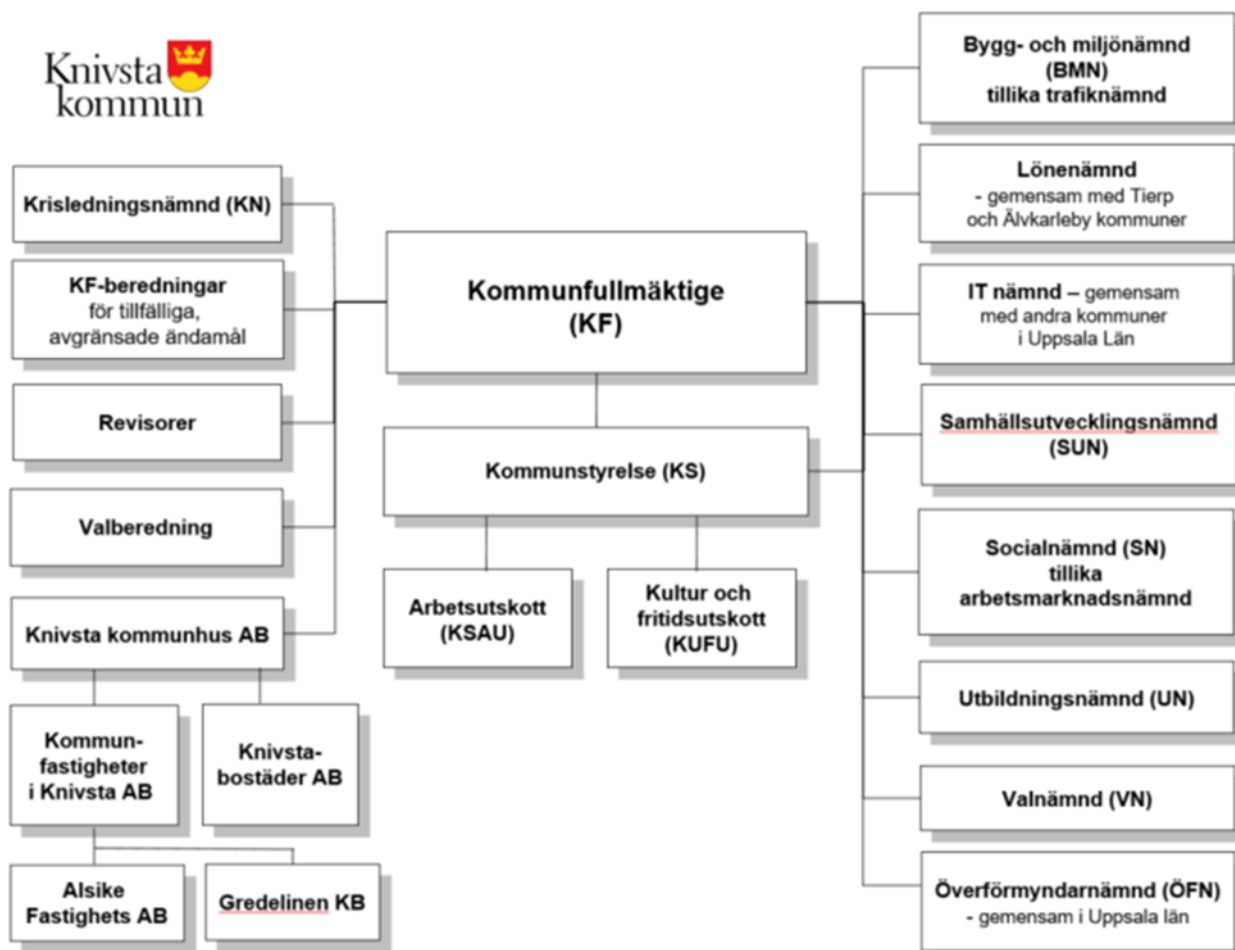 Knivsta
kommun
Krisledningsnämnd (KN)
KF-beredningar
för tillfälliga,
avgränsade ändamål
Revisorer
Valberedning
Knivsta kommunhus AB
Kommun-
fastigheter
i Knivsta AB
Knivsta-
bostäder AB
Alsike
Fastighets AB
Gredelinen KB
Kommunfullmäktige
(KF)
Kommunstyrelse (KS)
Arbetsutskott
(KSAU)
Kultur och
fritidsutskott
(KUFU)
Bygg- och miljönämnd
(BMN)
tillika trafiknämnd
Lönenämnd
- gemensam med Tierp
och Älvkarleby kommuner
IT nämnd – gemensam
med andra kommuner
i Uppsala Län
Samhällsutvecklingsnämnd
(SUN)
Socialnämnd (SN)
tillika
arbetsmarknadsnämnd
Utbildningsnämnd (UN)
Valnämnd (VN)
Överförmyndarnämnd (ÖFN)
- gemensam i Uppsala län